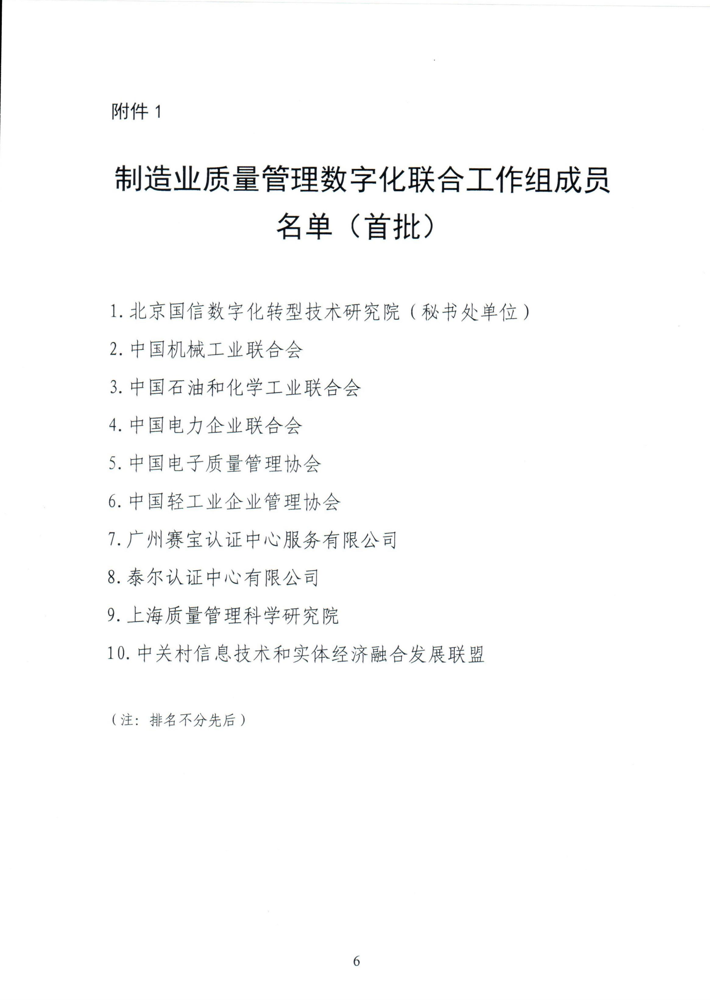 附件 1
制造业质量管理数字化联合工作组成员
名单（首批）
1. 北京国信数字化转型技术研究院（秘书处单位）
2. 中国机械工业联合会
3. 中国石油和化学工业联合会
4. 中国电力企业联合会
5. 中国电子质量管理协会
6. 中国轻工业企业管理协会
7. 广州赛宝认证中心服务有限公司
8. 泰尔认证中心有限公司
9. 上海质量管理科学研究院
10. 中关村信息技术和实体经济融合发展联盟
（注：排名不分先后）
6